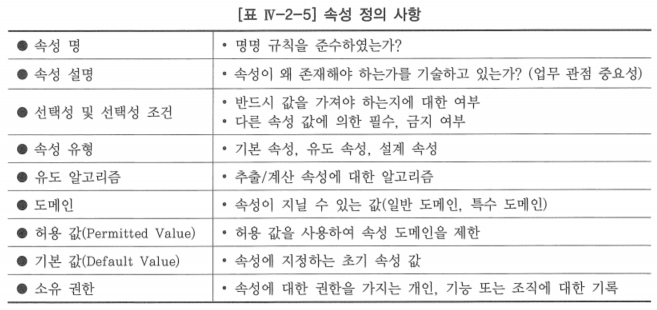 [표 Ⅳ-2-5] 속성 정의 사항
● 속성 명 • 명명 규칙을 준수하였는가?
● 속성 설명 • 속성이 왜 존재해야 하는가를 기술하고 있는가? (업무 관점 중요성)
● 선택성 및 선택성 조건 • 반드시 값을 가져야 하는지에 대한 여부
• 다른 속성 값에 의한 필수, 금지 여부
● 속성 유형 • 기본 속성, 유도 속성, 설계 속성
● 유도 알고리즘 • 추출/계산 속성에 대한 알고리즘
● 도메인 • 속성이 지닐 수 있는 값(일반 도메인, 특수 도메인)
● 허용 값(Permitted Value) • 허용 값을 사용하여 속성 도메인을 제한
● 기본 값(Default Value) • 속성에 지정하는 초기 속성 값
● 소유 권한 • 속성에 대한 권한을 가지는 개인, 기능 또는 조직에 대한 기록